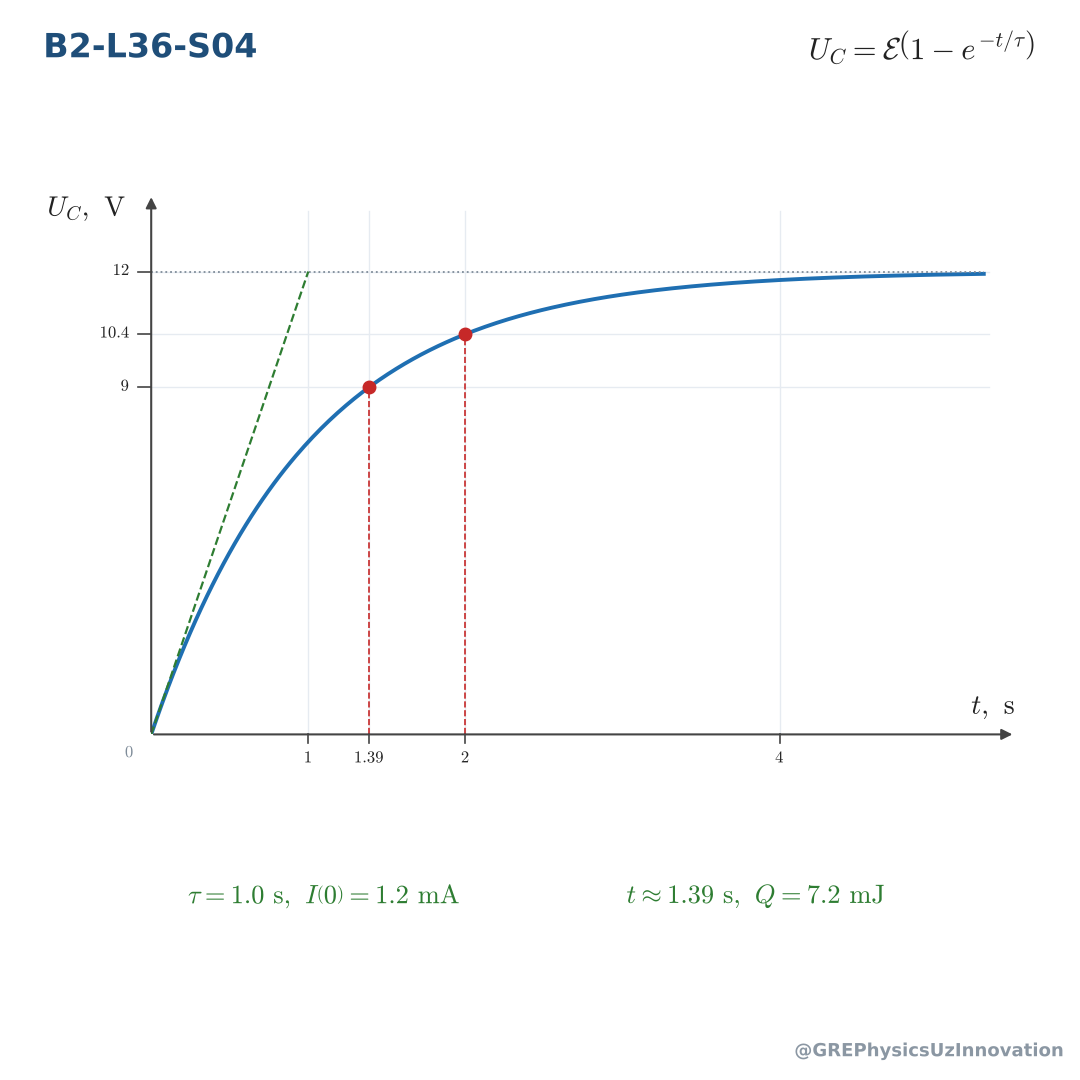 B2-L36-S04
U_C = ℰ(1 − e^{−t/τ})
U_C, V
12
10.4
9
t, s
0
1 1.39 2 4
τ = 1.0 s, I(0) = 1.2 mA
t ≈ 1.39 s, Q = 7.2 mJ
@GREPhysicsUzInnovation